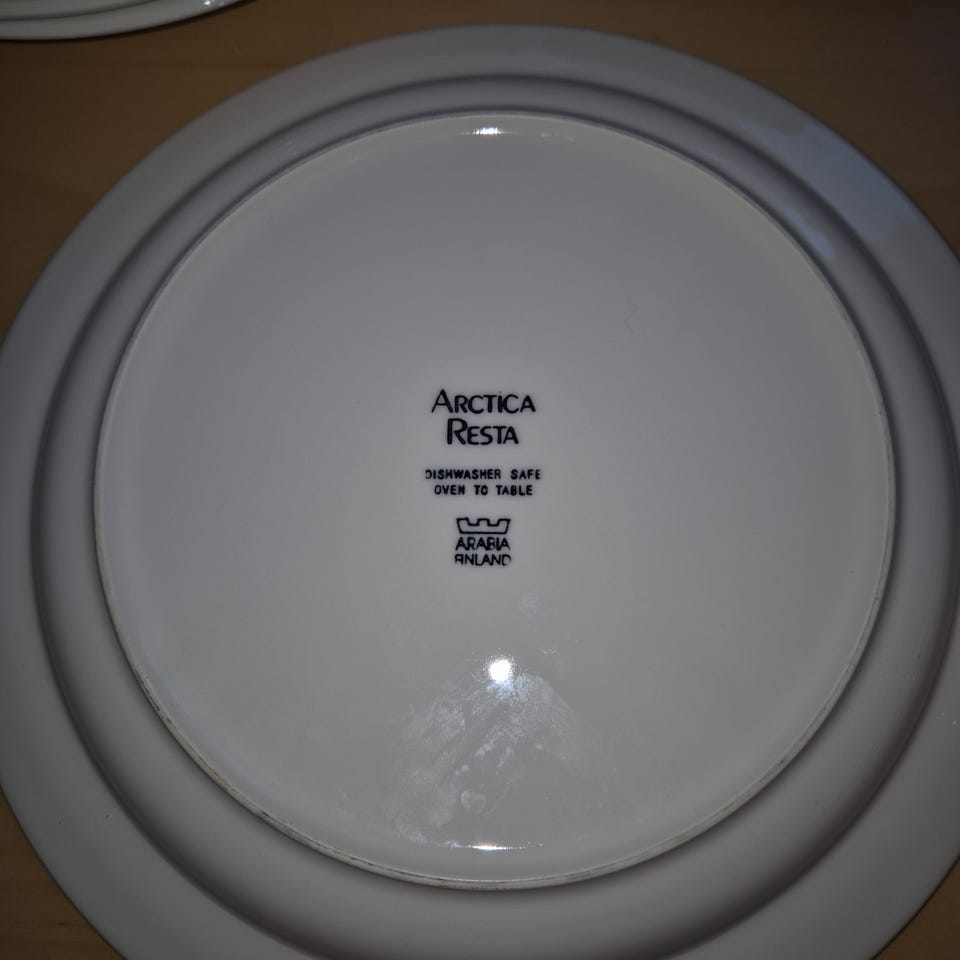 ARCTICA
RESTA
DISHWASHER SAFE
OVEN TO TABLE
ARABIA
FINLAND